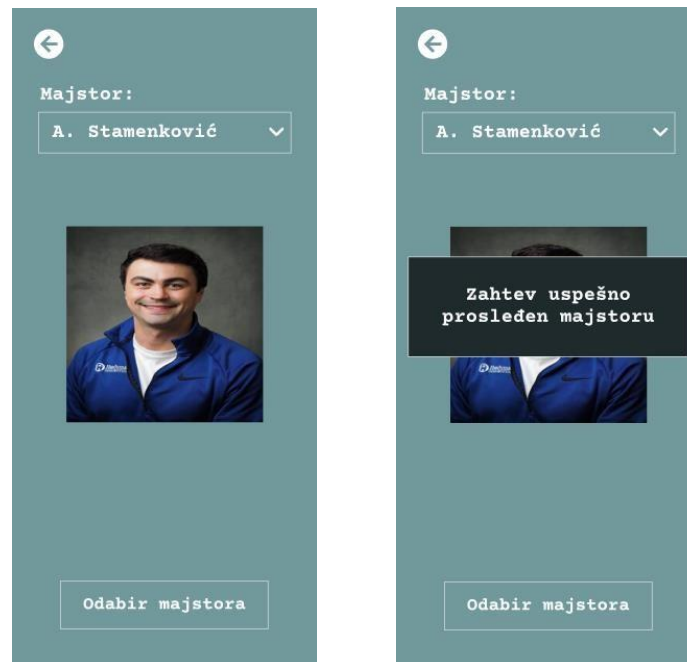 Majstor:
A. Stamenković
Odabir majstora
Majstor:
A. Stamenković
Zahtev uspešno
prosleđen majstoru
Odabir majstora